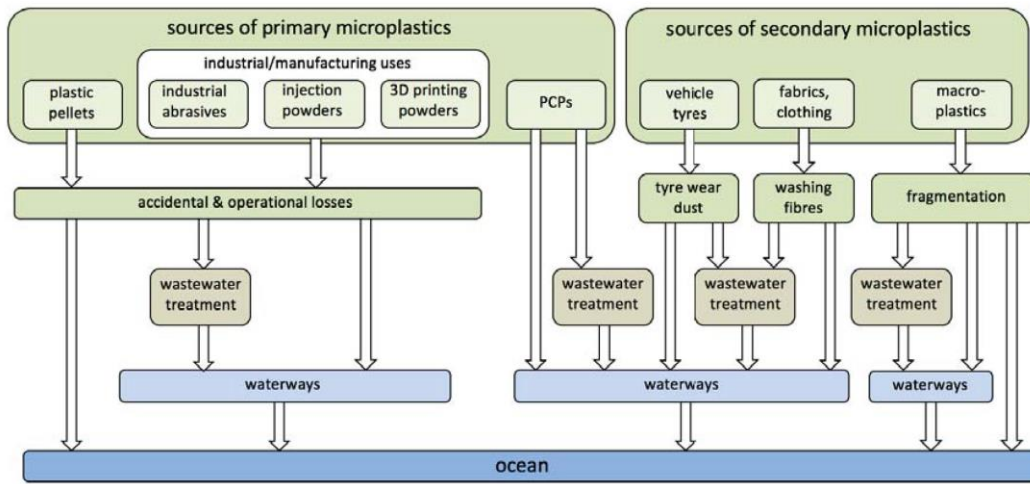 sources of primary microplastics
industrial/manufacturing uses
plastic
pellets
industrial
abrasives
injection
powders
3D printing
powders
PCPs
sources of secondary microplastics
vehicle
tyres
fabrics,
clothing
macro-
plastics
accidental & operational losses
tyre wear
dust
washing
fibres
fragmentation
wastewater
treatment
wastewater
treatment
wastewater
treatment
wastewater
treatment
waterways
waterways
waterways
ocean